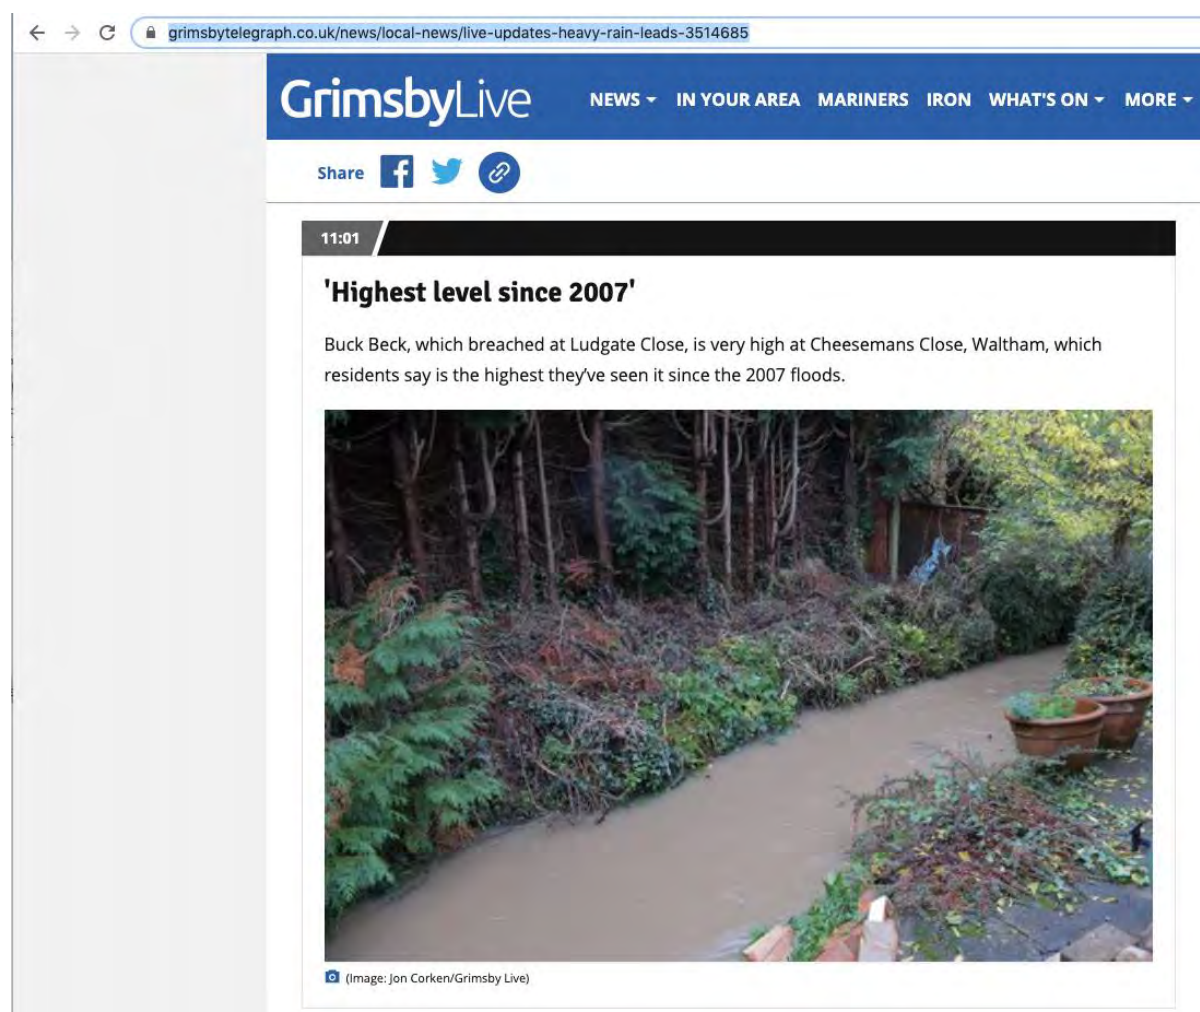 grimsbytelegraph.co.uk/news/local-news/live-updates-heavy-rain-leads-3514685
GrimsbyLive NEWS IN YOUR AREA MARINERS IRON WHAT'S ON MORE
Share
11:01
'Highest level since 2007'
Buck Beck, which breached at Ludgate Close, is very high at Cheesemans Close, Waltham, which
residents say is the highest they've seen it since the 2007 floods.
(Image: Jon Corken/Grimsby Live)